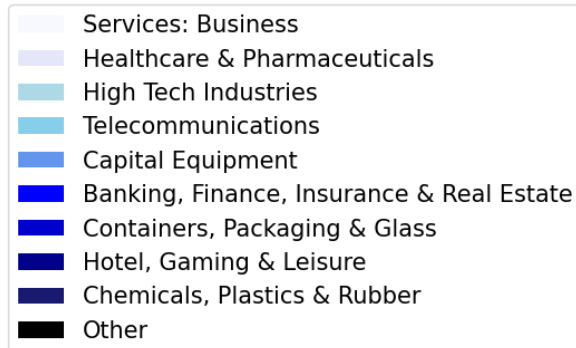 Services: Business
Healthcare & Pharmaceuticals
High Tech Industries
Telecommunications
Capital Equipment
Banking, Finance, Insurance & Real Estate
Containers, Packaging & Glass
Hotel, Gaming & Leisure
Chemicals, Plastics & Rubber
Other